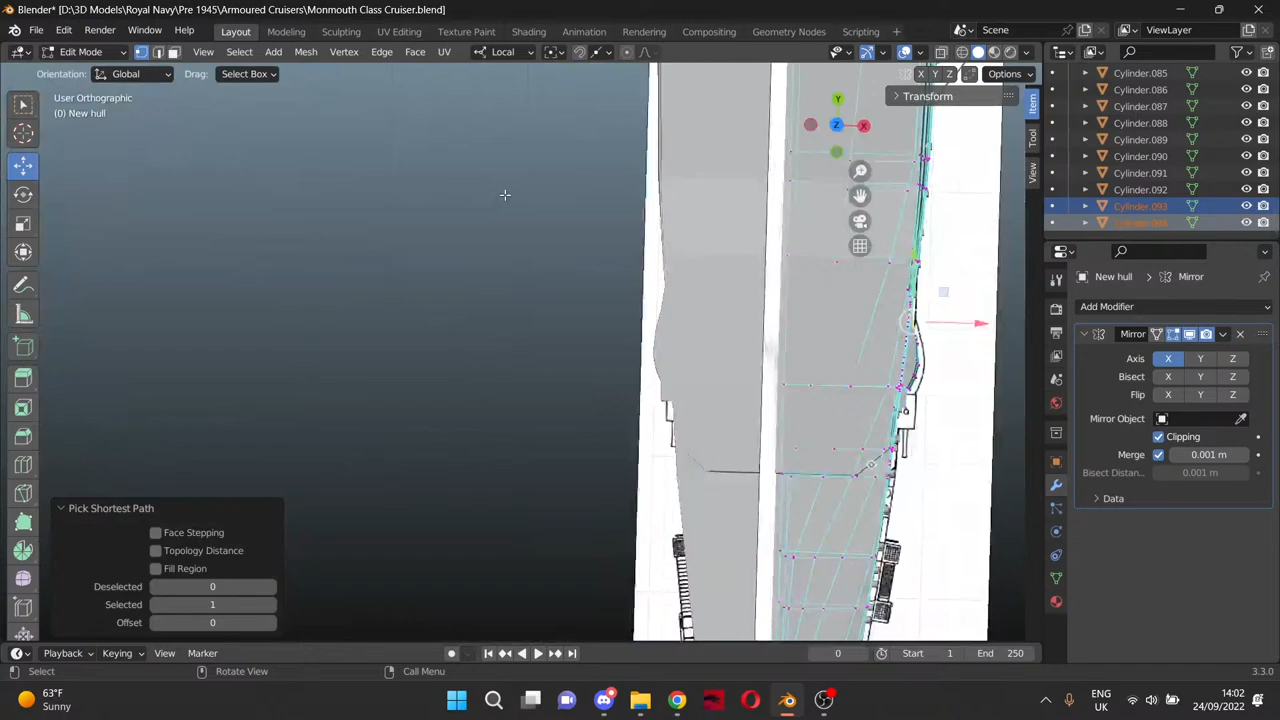 Blender* [D:\3D Models\Royal Navy\Pre 1945\Armoured Cruisers\Monmouth Class Cruiser.blend]
File Edit Render Window Help Layout Modeling Sculpting UV Editing Texture Paint Shading Animation Rendering Compositing Geometry Nodes Scripting Scene ViewLayer
Edit Mode View Select Add Mesh Vertex Edge Face UV Local
Orientation: Global Drag: Select Box X Y Z Options
User Orthographic
(0) New hull
Transform
Item
Tool
View
Y
Z X
Cylinder.085
Cylinder.086
Cylinder.087
Cylinder.088
Cylinder.089
Cylinder.090
Cylinder.091
Cylinder.092
Cylinder.093
New hull Mirror
Add Modifier
Mirror
Axis X Y Z
Bisect X Y Z
Flip X Y Z
Mirror Object
Clipping
Merge 0.001 m
Bisect Distan.. 0.001 m
Data
Pick Shortest Path
Face Stepping
Topology Distance
Fill Region
Deselected 0
Selected 1
Offset 0
Playback Keying View Marker 0 Start 1 End 250
Select Rotate View Call Menu 3.3.0
63°F
Sunny
ENG
UK
14:02
24/09/2022